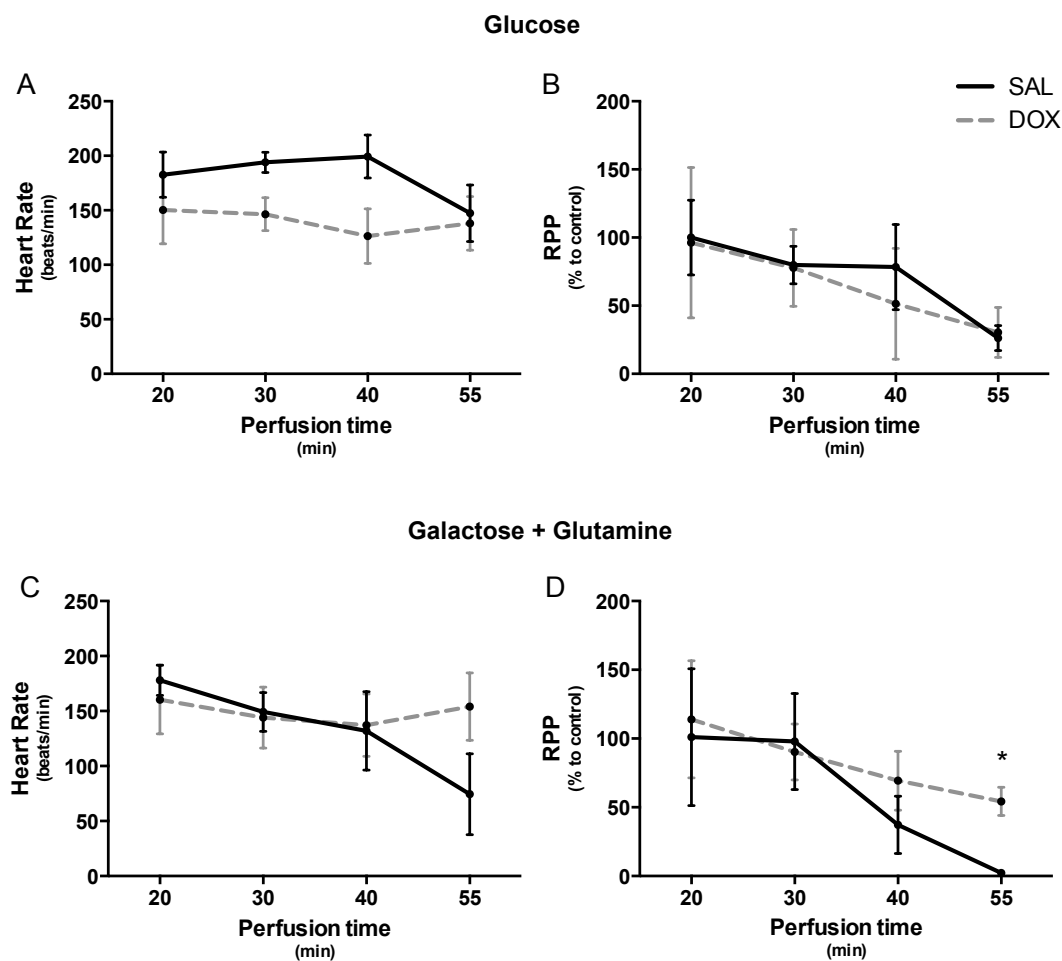 Glucose
A
250
200
150
100
50
0
Heart Rate
(beats/min)
20 30 40 55
Perfusion time
(min)
B
200
150
100
50
0
RPP
(% to control)
20 30 40 55
Perfusion time
(min)
SAL
DOX
Galactose + Glutamine
C
250
200
150
100
50
0
Heart Rate
(beats/min)
20 30 40 55
Perfusion time
(min)
D
200
150
100
50
0
RPP
(% to control)
*
20 30 40 55
Perfusion time
(min)